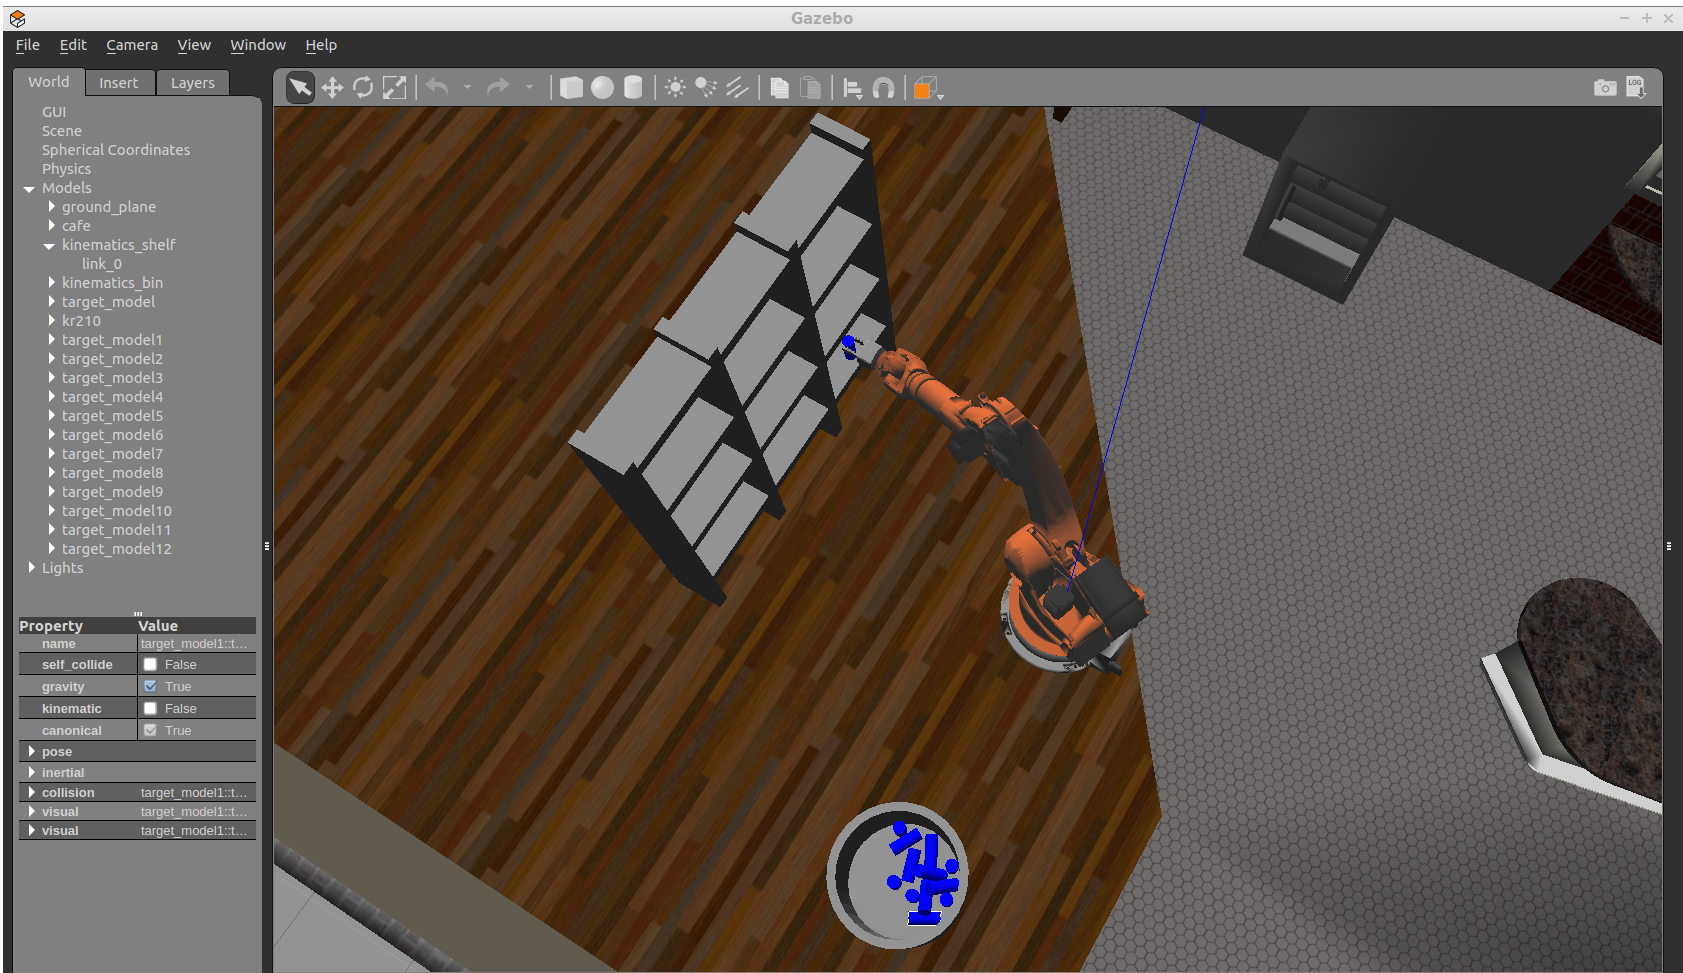 Gazebo
File Edit Camera View Window Help
World Insert Layers
LOG
GUI
Scene
Spherical Coordinates
Physics
Models
ground_plane
cafe
kinematics_shelf
link_0
kinematics_bin
target_model
kr210
target_model1
target_model2
target_model3
target_model4
target_model5
target_model6
target_model7
target_model8
target_model9
target_model10
target_model11
target_model12
Lights
Property Value
name target_model1::t...
self_collide False
gravity True
kinematic False
canonical True
pose
inertial
collision target_model1::t...
visual target_model1::t...
visual target_model1::t...